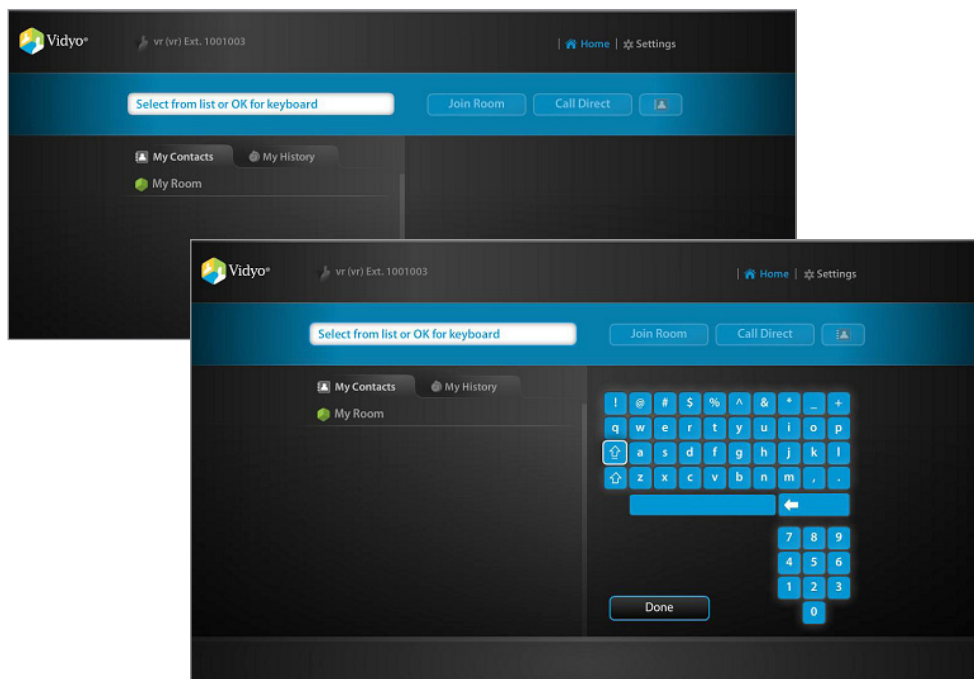 Vidyo®
vr (vr) Ext. 1001003
| Home | Settings
Select from list or OK for keyboard
Join Room
Call Direct
My Contacts
My History
My Room
Vidyo®
vr (vr) Ext. 1001003
| Home | Settings
Select from list or OK for keyboard
Join Room
Call Direct
My Contacts
My History
My Room
! @ # $ % ^ & * _ +
q w e r t y u i o p
a s d f g h j k l
z x c v b n m , .
7 8 9
4 5 6
1 2 3
Done
0